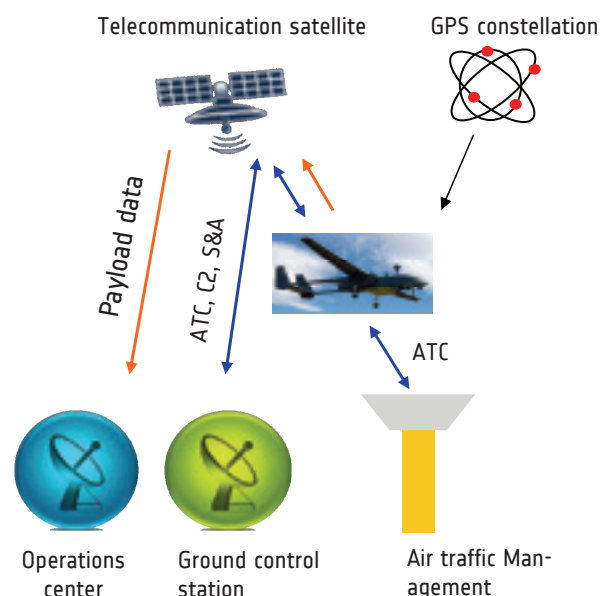 Telecommunication satellite
GPS constellation
Payload data
ATC, C2, S&A
ATC
Operations
center
Ground control
station
Air traffic Man-
agement